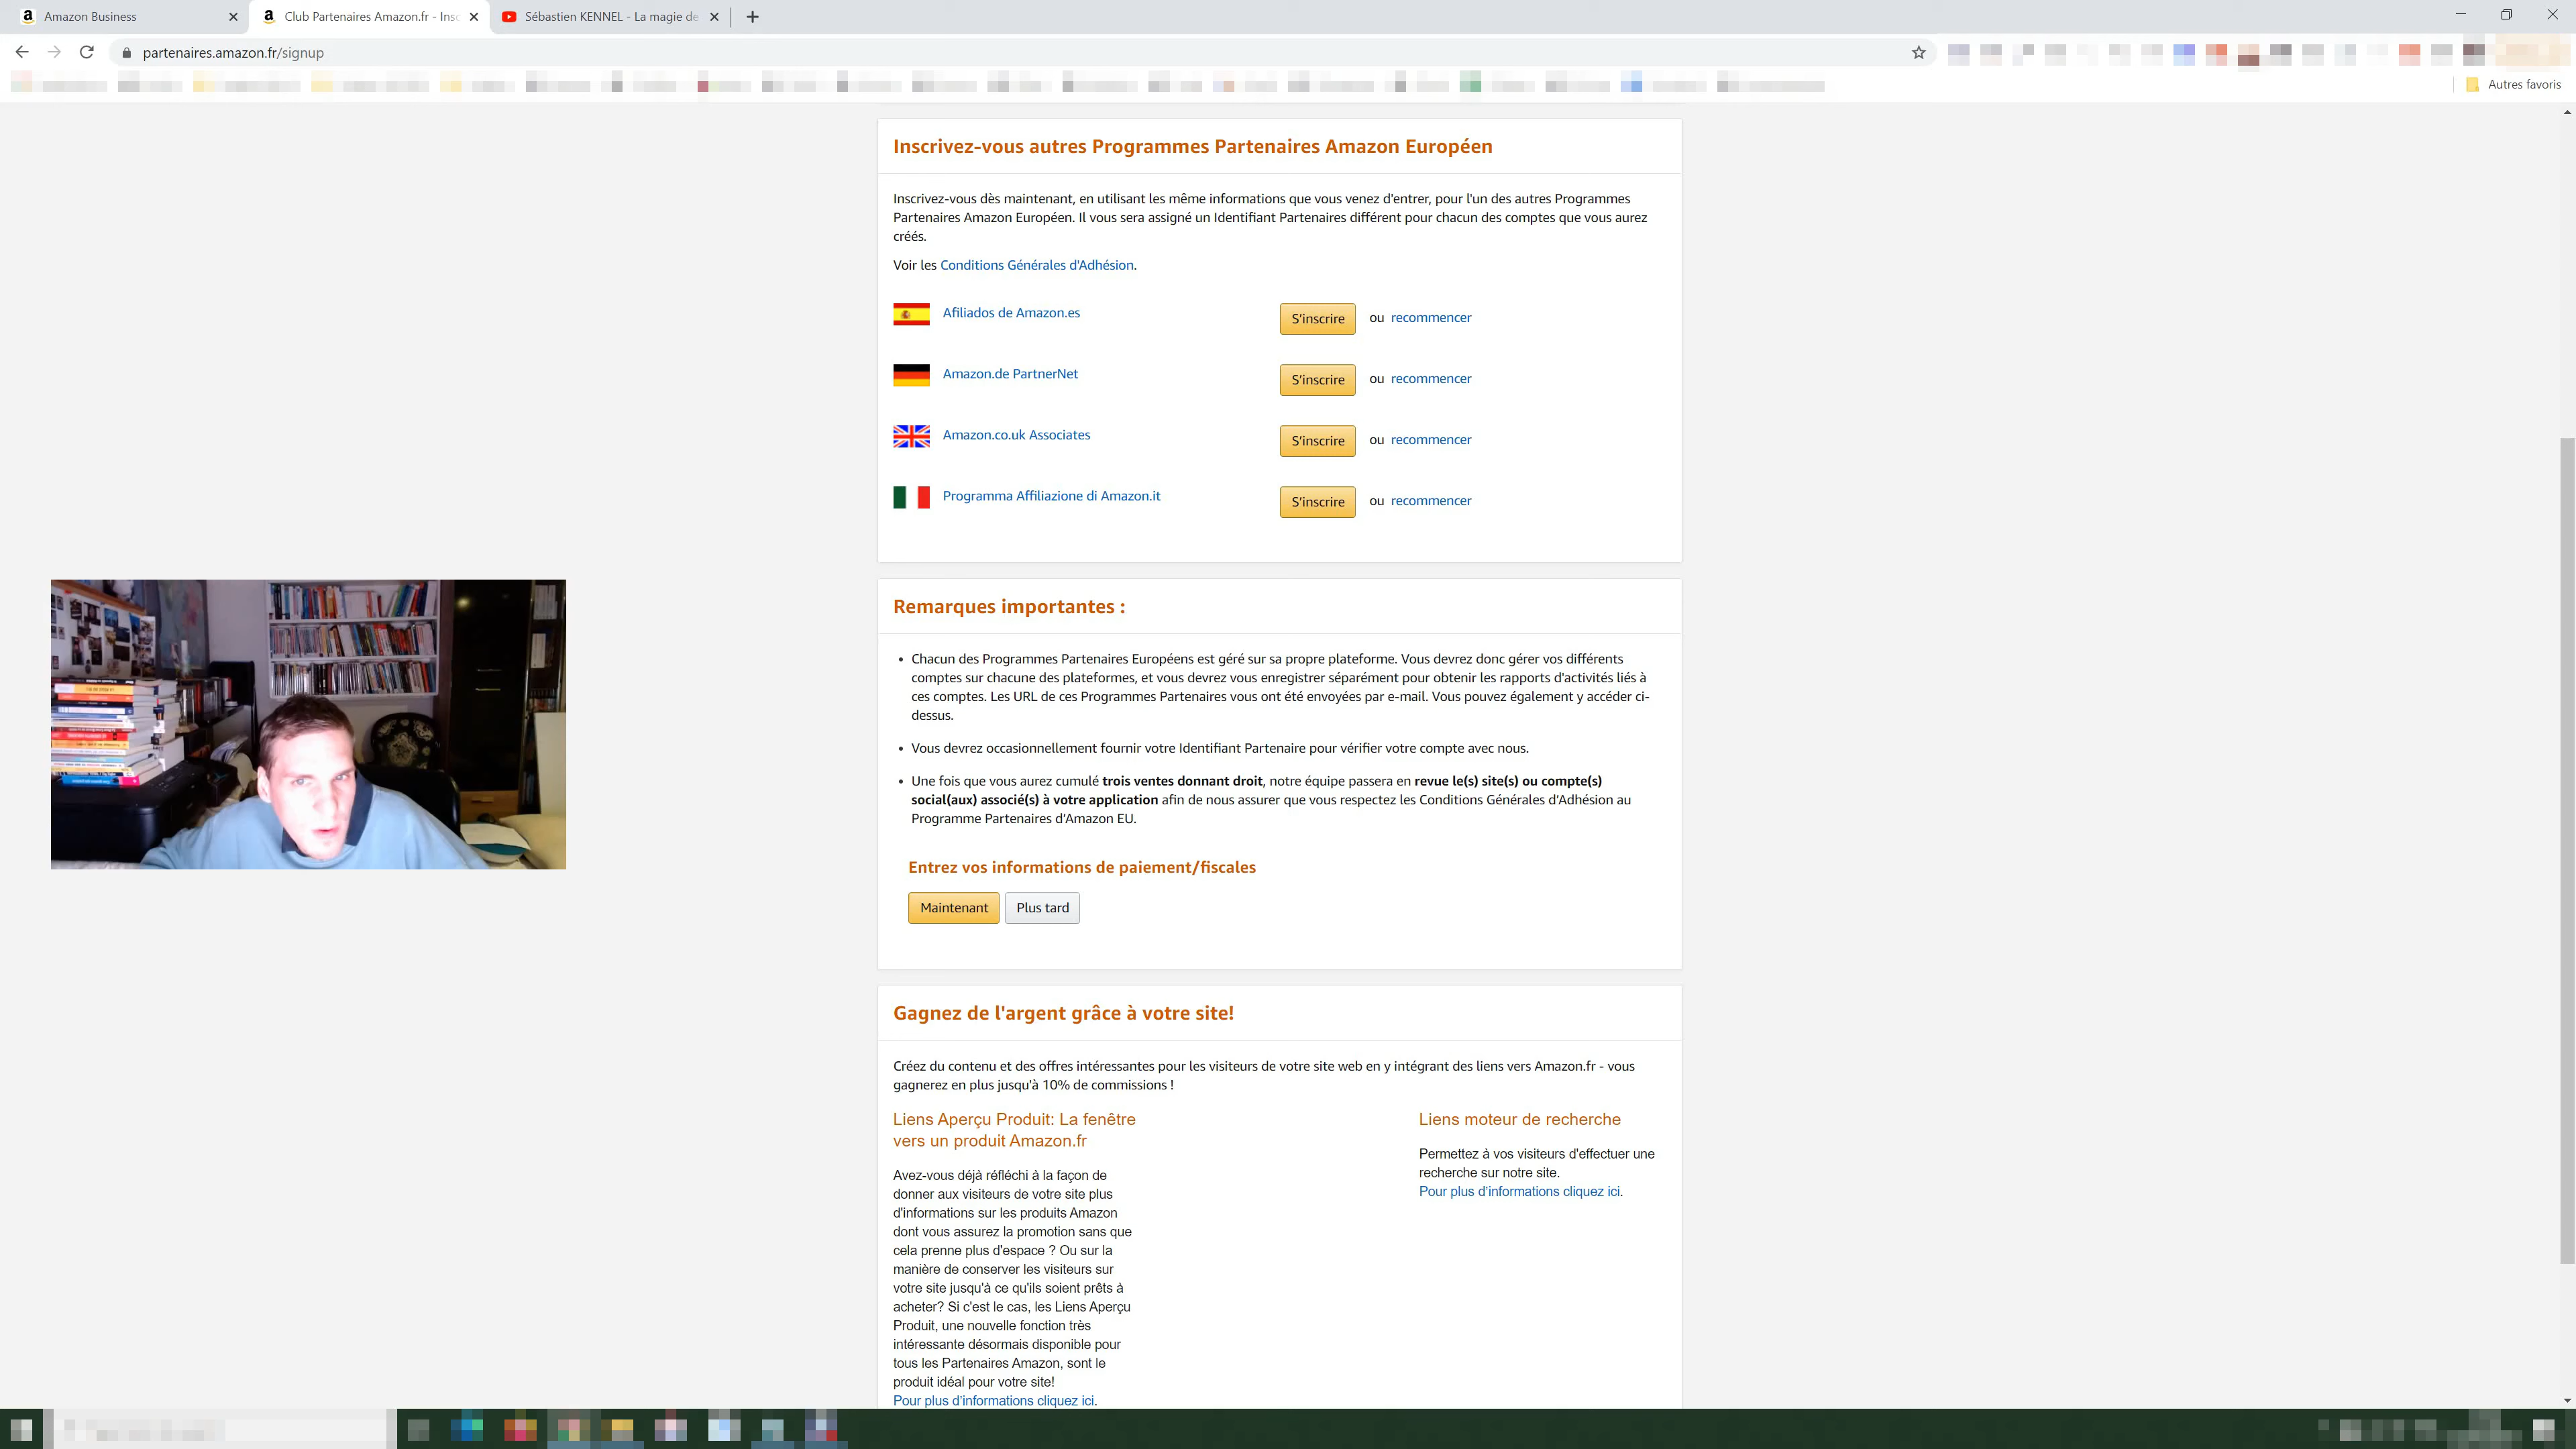 Amazon Business
Club Partenaires Amazon.fr - Insc
Sébastien KENNEL - La magie de
partenaires.amazon.fr/signup
Autres favoris
Inscrivez-vous autres Programmes Partenaires Amazon Européen
Inscrivez-vous dès maintenant, en utilisant les même informations que vous venez d'entrer, pour l'un des autres Programmes
Partenaires Amazon Européen. Il vous sera assigné un Identifiant Partenaires différent pour chacun des comptes que vous aurez
créés.
Voir les Conditions Générales d'Adhésion.
Afiliados de Amazon.es S'inscrire ou recommencer
Amazon.de PartnerNet S'inscrire ou recommencer
Amazon.co.uk Associates S'inscrire ou recommencer
Programma Affiliazione di Amazon.it S'inscrire ou recommencer
Remarques importantes :
• Chacun des Programmes Partenaires Européens est géré sur sa propre plateforme. Vous devrez donc gérer vos différents
comptes sur chacune des plateformes, et vous devrez vous enregistrer séparément pour obtenir les rapports d'activités liés à
ces comptes. Les URL de ces Programmes Partenaires vous ont été envoyées par e-mail. Vous pouvez également y accéder ci-
dessus.
• Vous devrez occasionnellement fournir votre Identifiant Partenaire pour vérifier votre compte avec nous.
• Une fois que vous aurez cumulé trois ventes donnant droit, notre équipe passera en revue le(s) site(s) ou compte(s)
social(aux) associé(s) à votre application afin de nous assurer que vous respectez les Conditions Générales d'Adhésion au
Programme Partenaires d'Amazon EU.
Entrez vos informations de paiement/fiscales
Maintenant Plus tard
Gagnez de l'argent grâce à votre site!
Créez du contenu et des offres intéressantes pour les visiteurs de votre site web en y intégrant des liens vers Amazon.fr - vous
gagnerez en plus jusqu'à 10% de commissions !
Liens Aperçu Produit: La fenêtre
vers un produit Amazon.fr
Avez-vous déjà réfléchi à la façon de
donner aux visiteurs de votre site plus
d'informations sur les produits Amazon
dont vous assurez la promotion sans que
cela prenne plus d'espace ? Ou sur la
manière de conserver les visiteurs sur
votre site jusqu'à ce qu'ils soient prêts à
acheter? Si c'est le cas, les Liens Aperçu
Produit, une nouvelle fonction très
intéressante désormais disponible pour
tous les Partenaires Amazon, sont le
produit idéal pour votre site!
Pour plus d'informations cliquez ici.
Liens moteur de recherche
Permettez à vos visiteurs d'effectuer une
recherche sur notre site.
Pour plus d'informations cliquez ici.